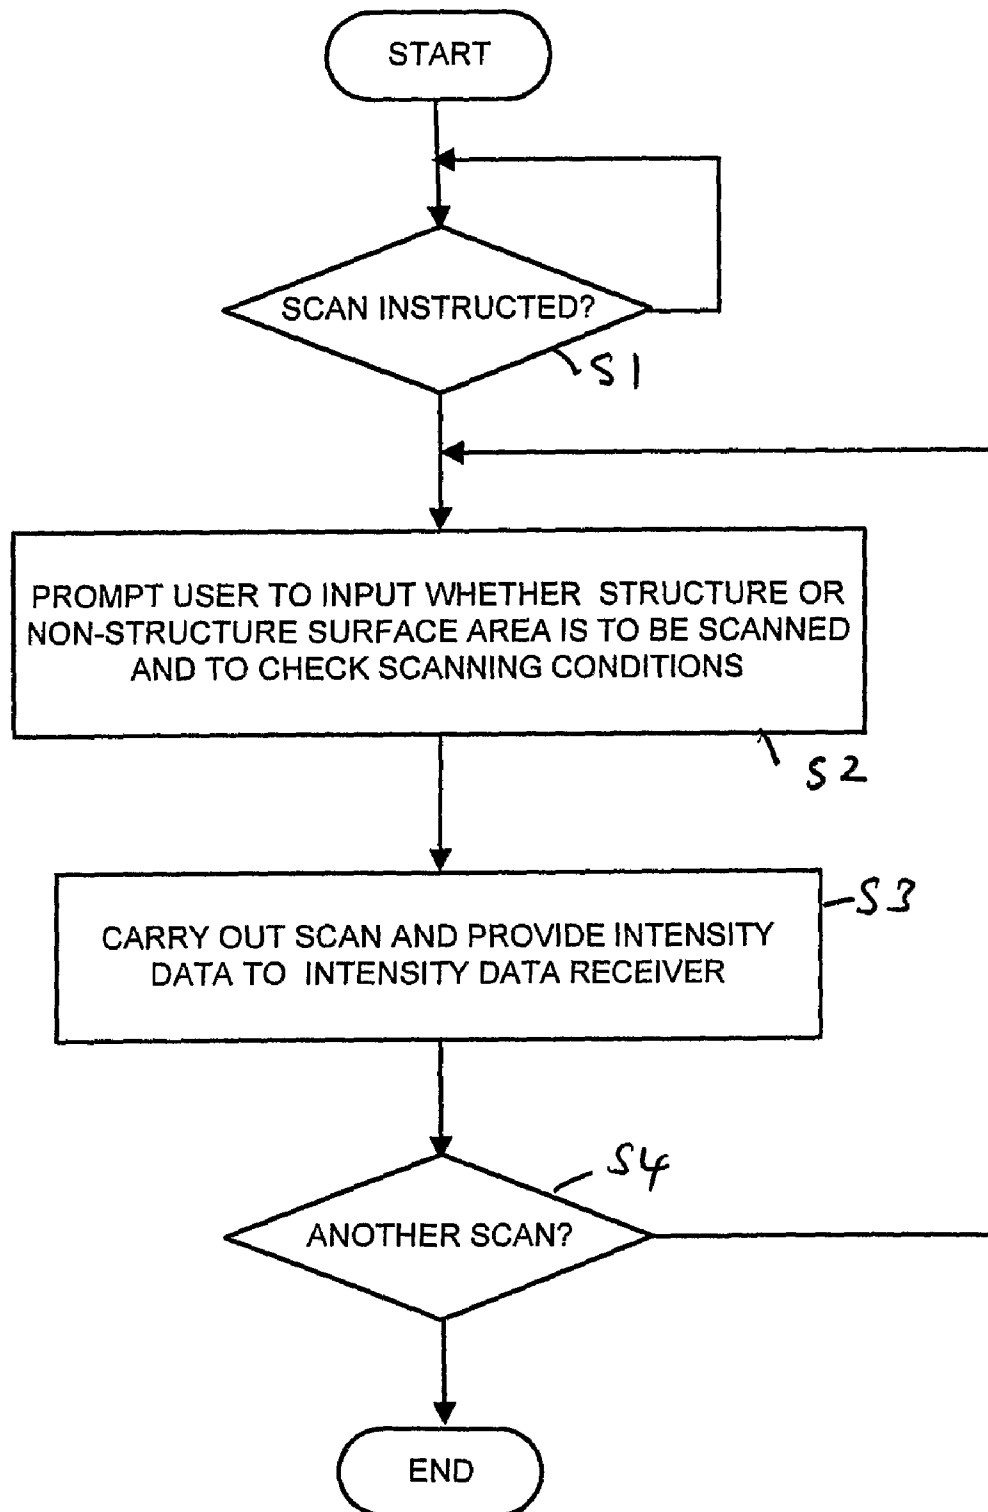 START
SCAN INSTRUCTED?
S1
PROMPT USER TO INPUT WHETHER STRUCTURE OR
NON-STRUCTURE SURFACE AREA IS TO BE SCANNED
AND TO CHECK SCANNING CONDITIONS
S2
S3
CARRY OUT SCAN AND PROVIDE INTENSITY
DATA TO INTENSITY DATA RECEIVER
S4
ANOTHER SCAN?
END